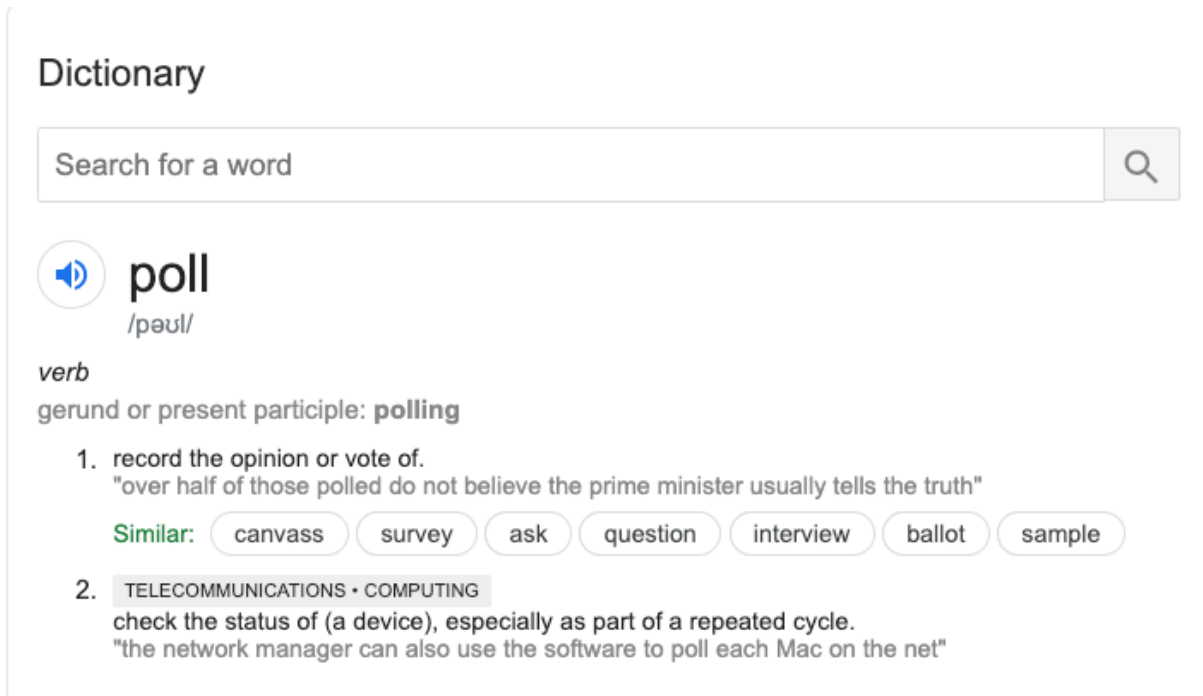 Dictionary
Search for a word
poll
/pəʊl/
verb
gerund or present participle: polling
1. record the opinion or vote of.
"over half of those polled do not believe the prime minister usually tells the truth"
Similar: canvass survey ask question interview ballot sample
2. TELECOMMUNICATIONS • COMPUTING
check the status of (a device), especially as part of a repeated cycle.
"the network manager can also use the software to poll each Mac on the net"